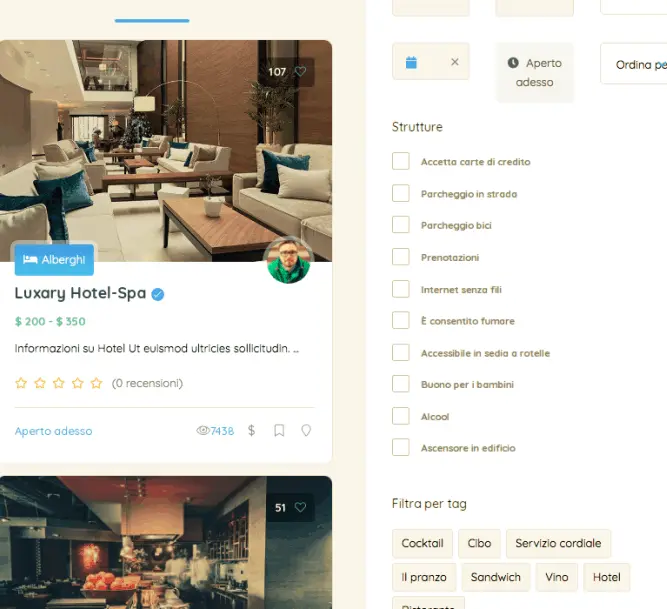 107
Alberghi
Luxary Hotel-Spa
$ 200 - $ 350
Informazioni su Hotel Ut euismod ultricies sollicitudin. ...
(0 recensioni)
Aperto adesso
7438
$
51
×
Aperto
adesso
Ordina pe
Strutture
Accetta carte di credito
Parcheggio in strada
Parcheggio bici
Prenotazioni
Internet senza fili
È consentito fumare
Accessibile in sedia a rotelle
Buono per i bambini
Alcool
Ascensore in edificio
Filtra per tag
Cocktail Cibo Servizio cordiale
Il pranzo Sandwich Vino Hotel
Ristorante